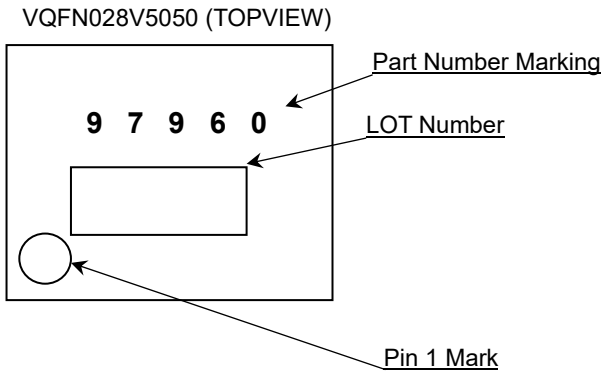 VQFN028V5050 (TOPVIEW)
Part Number Marking
9 7 9 6 0
LOT Number
Pin 1 Mark